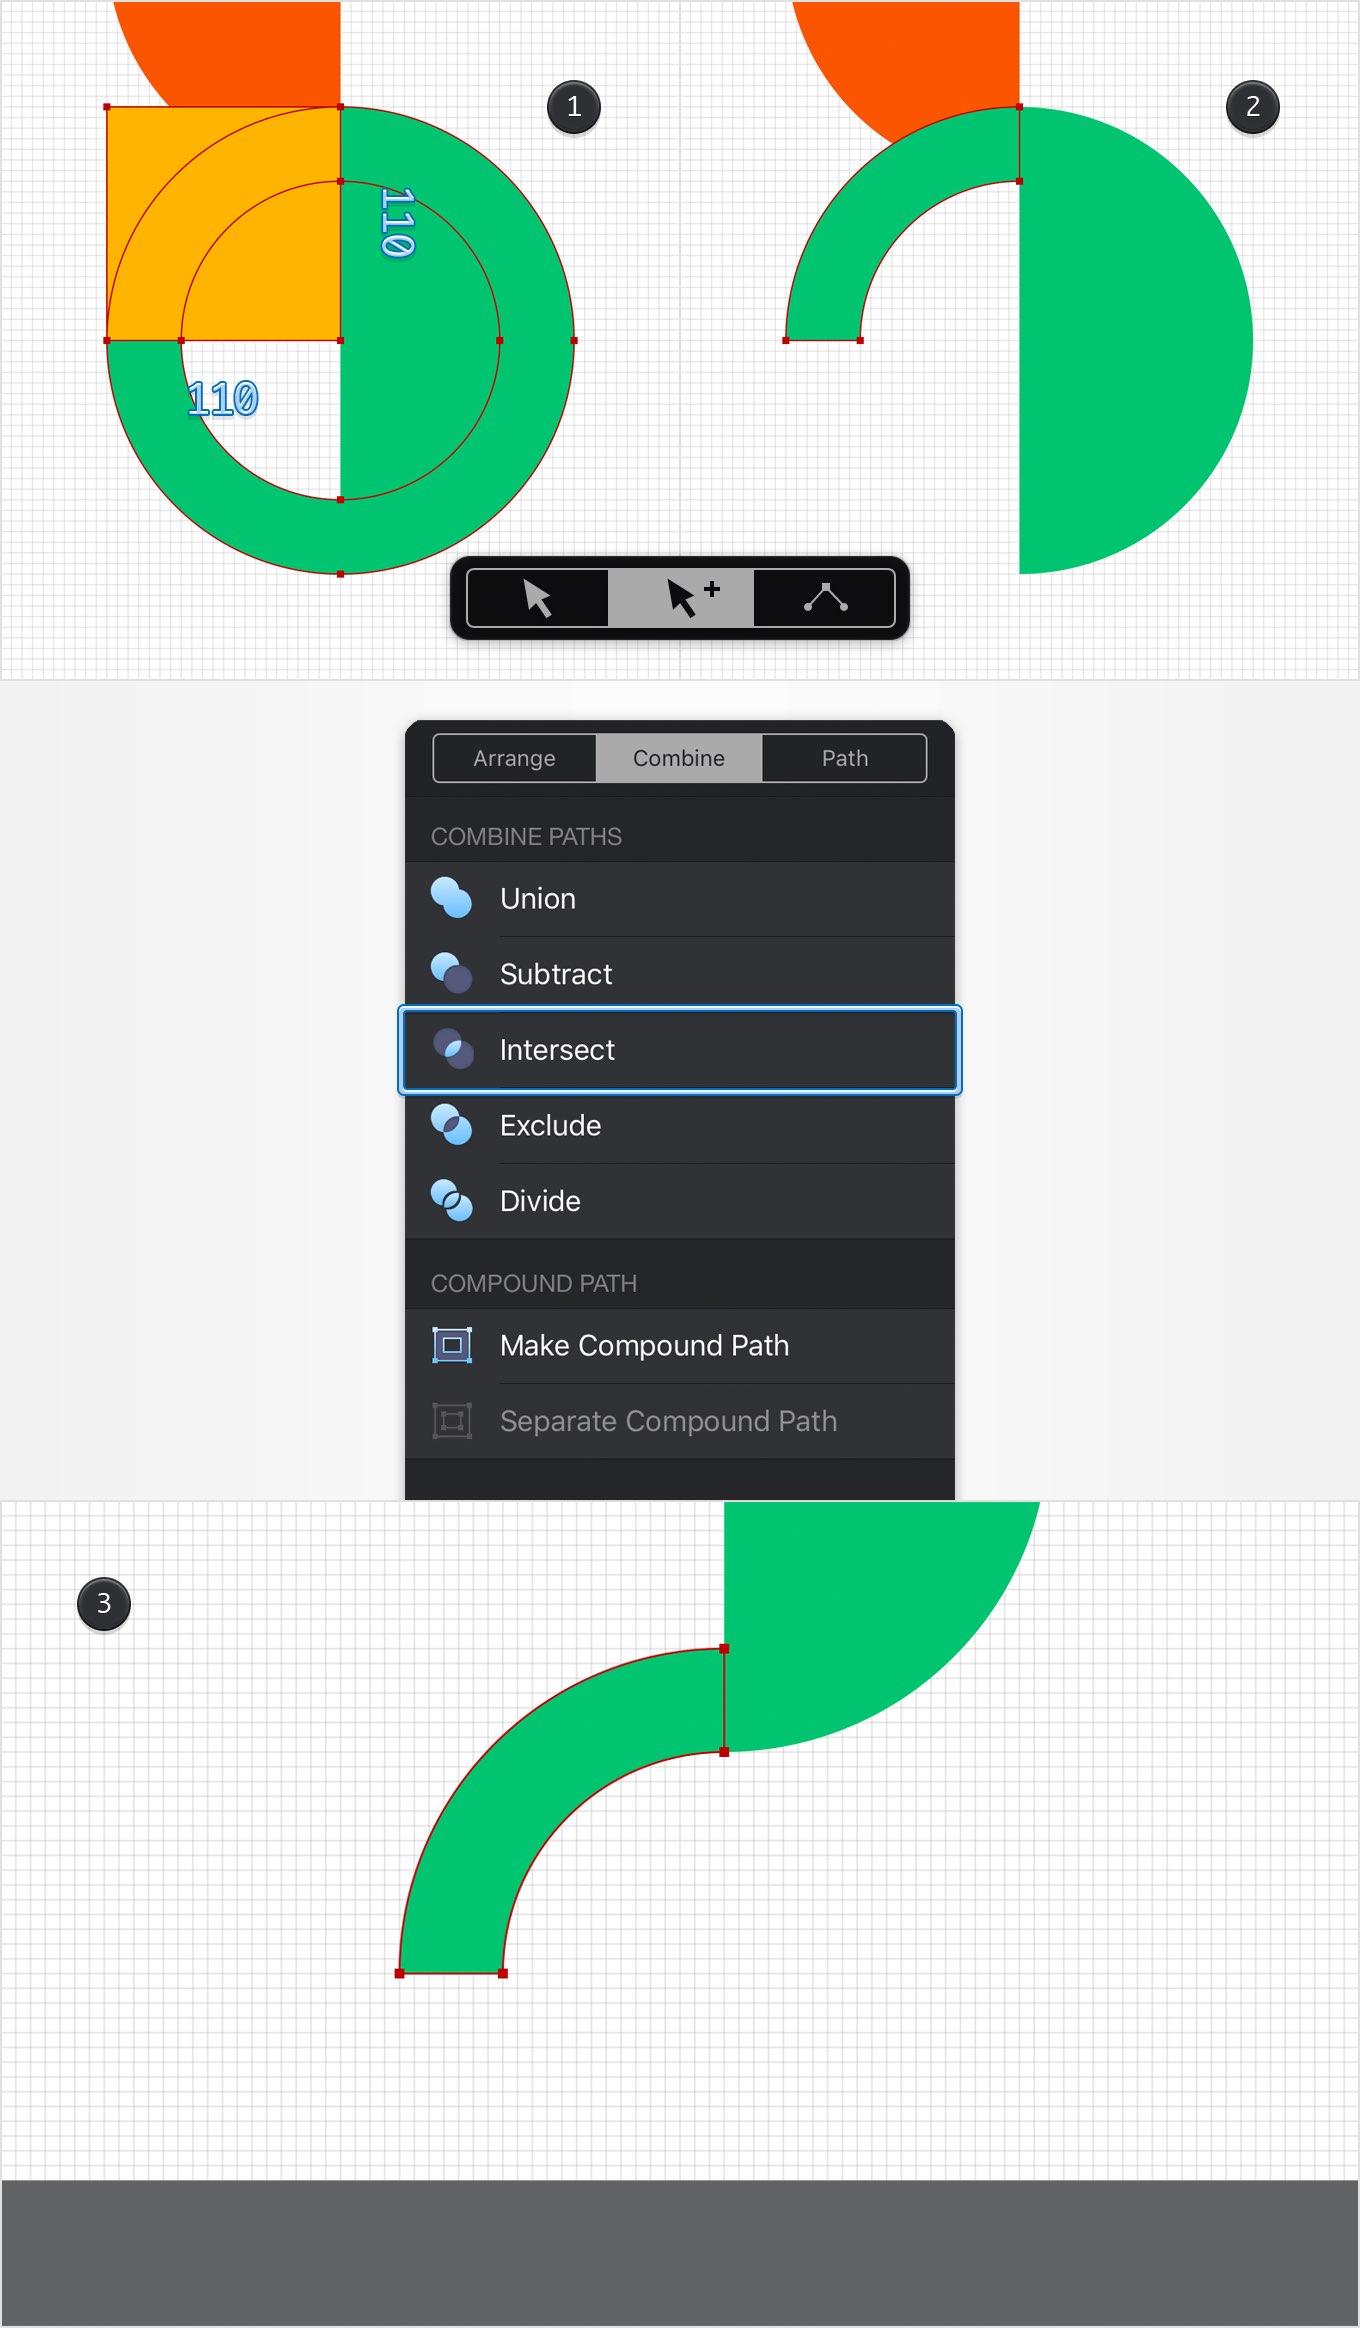 1
2
110
110
Arrange Combine Path
COMBINE PATHS
Union
Subtract
Intersect
Exclude
Divide
COMPOUND PATH
Make Compound Path
Separate Compound Path
3